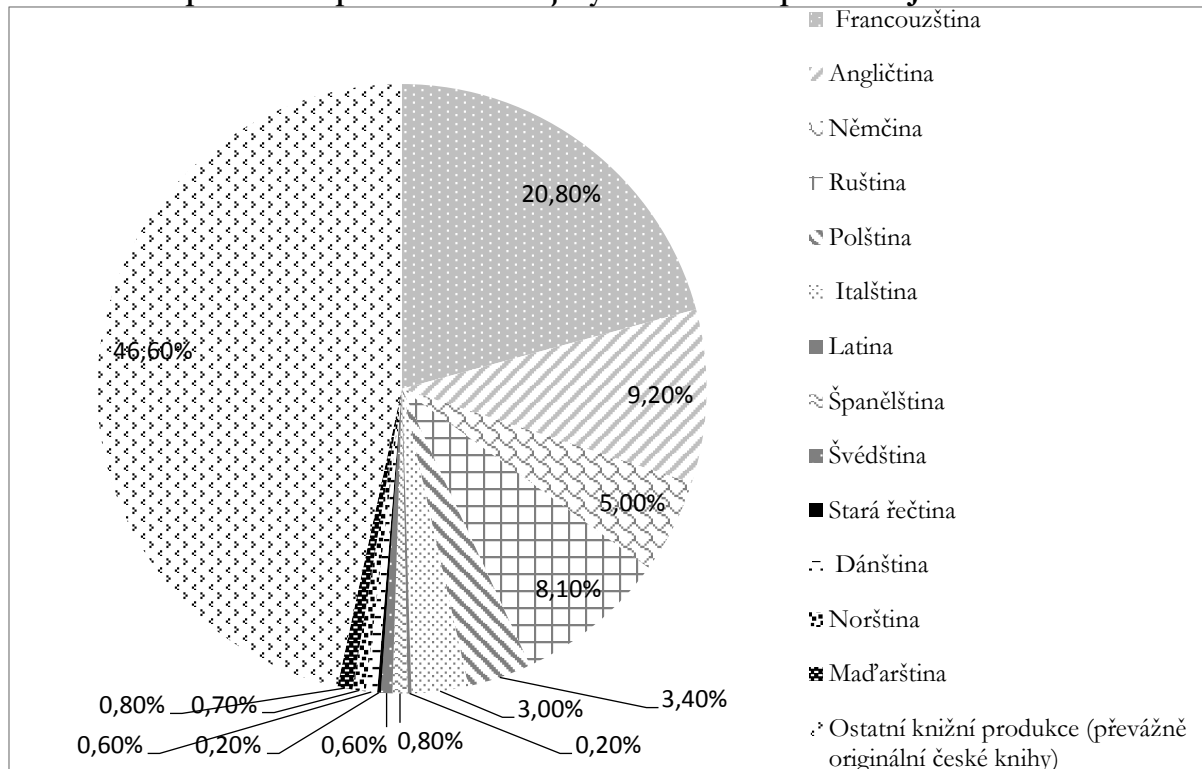 Francouzština
Angličtina
Němčina
Ruština
Polština
Italština
Latina
Španělština
Švédština
Stará řečtina
Dánština
Norština
Maďarština
Ostatní knižní produkce (převážně
originální české knihy)
20,80%
9,20%
5,00%
8,10%
3,40%
3,00%
0,20%
0,80%
0,60%
0,20%
0,60%
0,70%
0,80%
46,60%